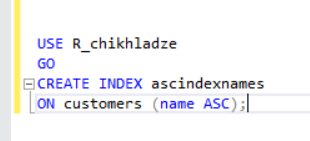 USE R_chikhladze
GO
CREATE INDEX ascindexnames
ON customers (name ASC);